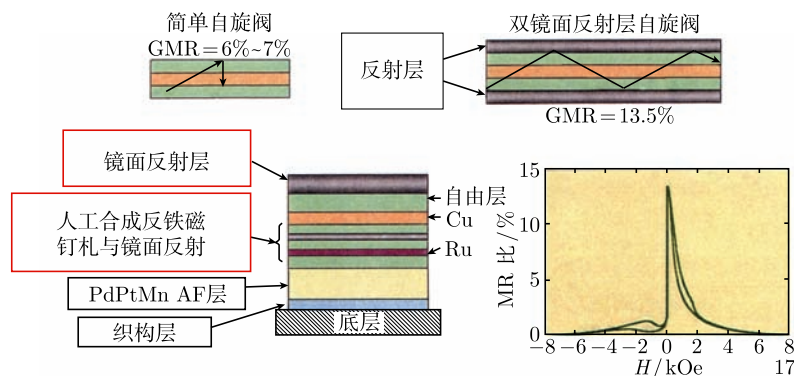 简单自旋阀
GMR=6%~7%
双镜面反射层自旋阀
反射层
GMR=13.5%
镜面反射层
人工合成反铁磁
钉札与镜面反射
PdPtMn AF层
织构层
自由层
Cu
Ru
底层
MR 比/%
15
10
5
0
-8 -6 -4 -2 0 2 4 6 8
H/kOe
17